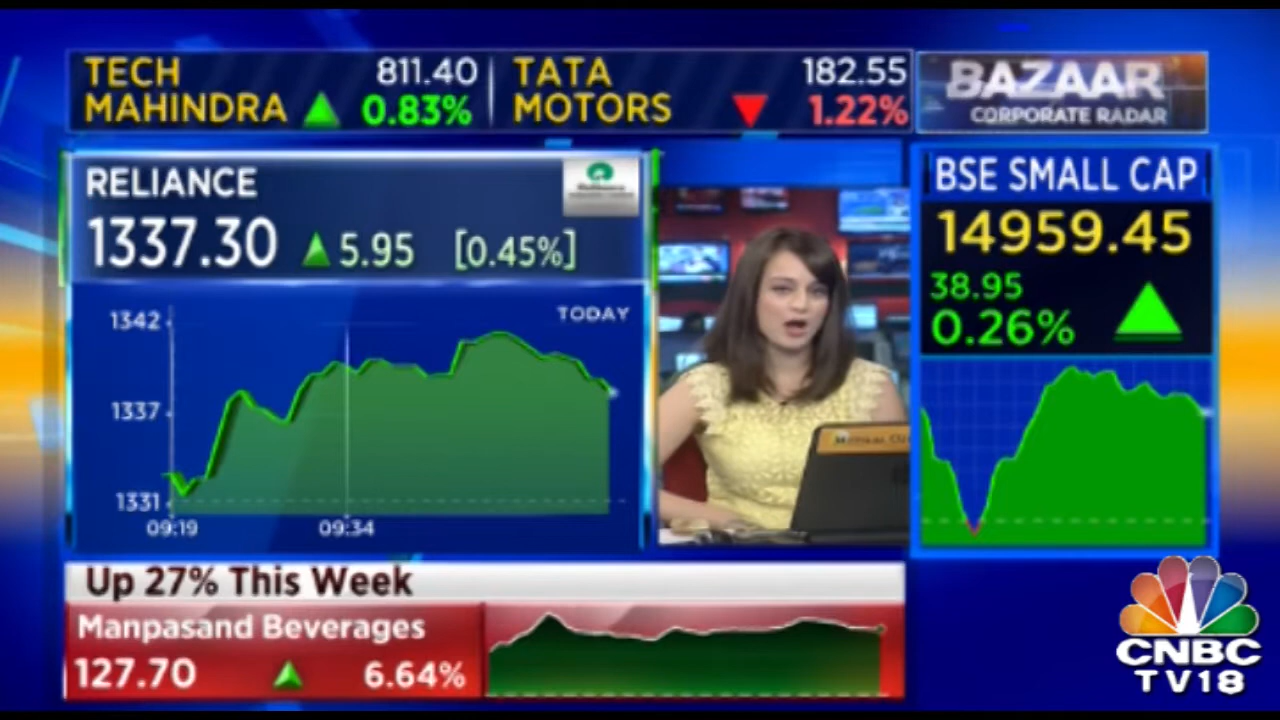 TECH
MAHINDRA
811.40
0.83%
TATA
MOTORS
182.55
1.22%
BAZAAR
CORPORATE RADAR
RELIANCE
1337.30 5.95 [0.45%]
Reliance
TODAY
1342
1337
1331
09:19 09:34
BSE SMALL CAP
14959.45
38.95
0.26%
Up 27% This Week
Manpasand Beverages
127.70 6.64%
CNBC
TV18